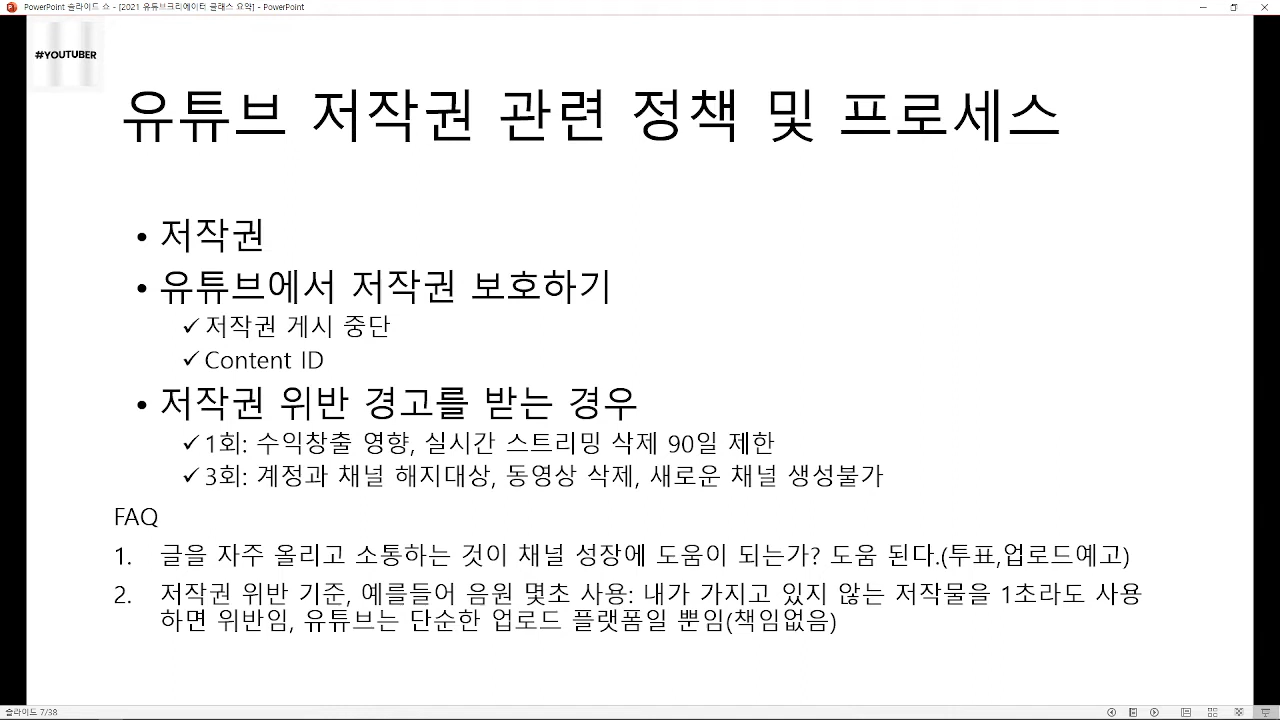 PowerPoint 슬라이드 쇼 - [2021 유튜브크리에이터 클래스 요약] - PowerPoint
#YOUTUBER
유튜브 저작권 관련 정책 및 프로세스
• 저작권
• 유튜브에서 저작권 보호하기
✓ 저작권 게시 중단
✓ Content ID
• 저작권 위반 경고를 받는 경우
✓ 1회: 수익창출 영향, 실시간 스트리밍 삭제 90일 제한
✓ 3회: 계정과 채널 해지대상, 동영상 삭제, 새로운 채널 생성불가
FAQ
1. 글을 자주 올리고 소통하는 것이 채널 성장에 도움이 되는가? 도움 된다.(투표,업로드예고)
2. 저작권 위반 기준, 예를들어 음원 몇초 사용: 내가 가지고 있지 않는 저작물을 1초라도 사용
하면 위반임, 유튜브는 단순한 업로드 플랫폼일 뿐임(책임없음)
슬라이드 7/38